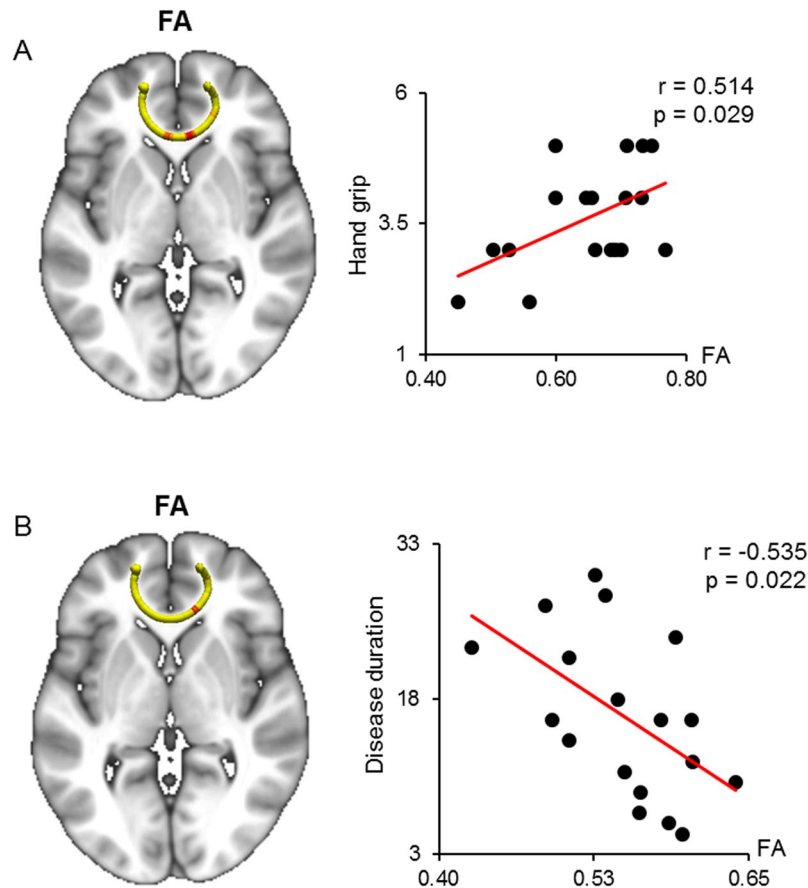 FA
A
r = 0.514
p = 0.029
6
3.5
1
Hand grip
FA
0.40
0.60
0.80
FA
B
r = -0.535
p = 0.022
33
18
3
Disease duration
FA
0.40
0.53
0.65